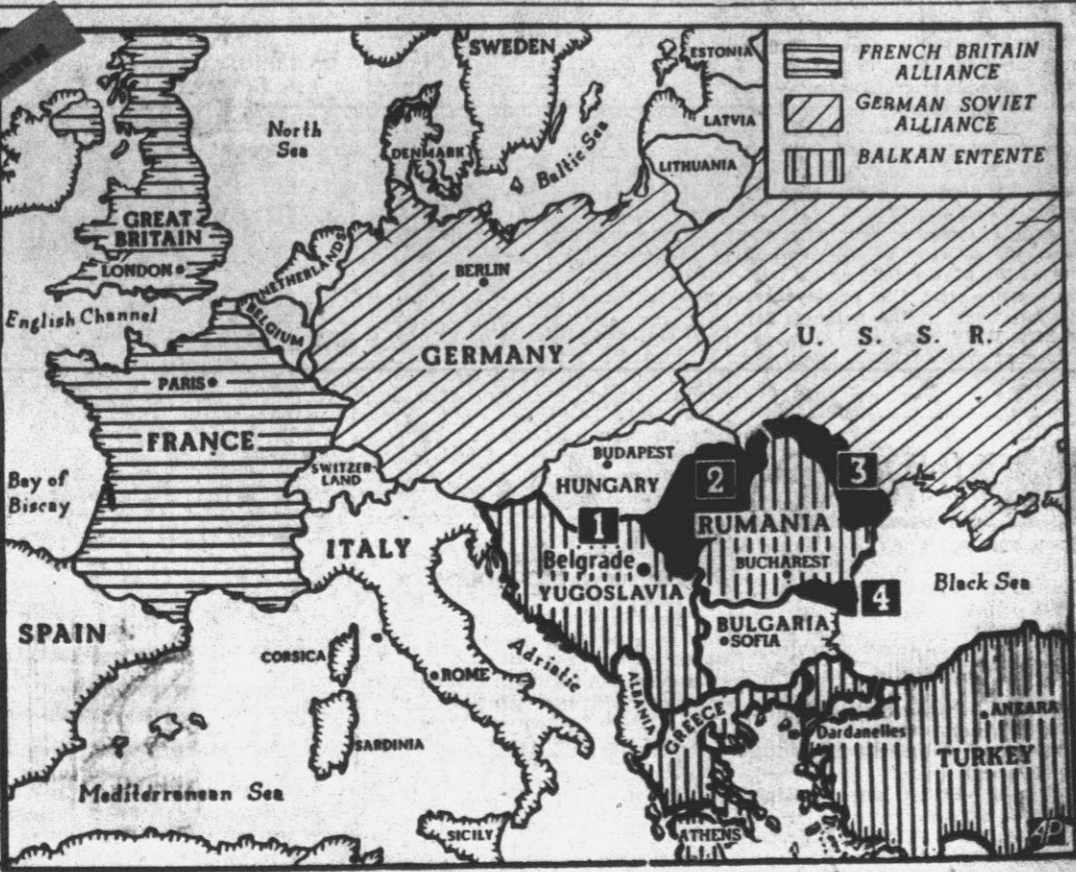 FRENCH BRITAIN
ALLIANCE
GERMAN SOVIET
ALLIANCE
BALKAN ENTENTE
SWEDEN
ESTONIA
LATVIA
LITHUANIA
North
Sea
DENMARK
Baltic Sea
GREAT
BRITAIN
LONDON
NETHERLANDS
BELGIUM
BERLIN
English Channel
GERMANY
U. S. S. R.
PARIS
FRANCE
SWITZER-
LAND
BUDAPEST
HUNGARY
2
3
Bay of
Biscay
1
RUMANIA
ITALY
Belgrade
BUCHAREST
YUGOSLAVIA
4
Black Sea
SPAIN
BULGARIA
SOFIA
CORSICA
ROME
Adriatic
ALBANIA
GREECE
ANKARA
Dardanelles
SARDINIA
TURKEY
Mediterranean Sea
SICILY
ATHENS
AP